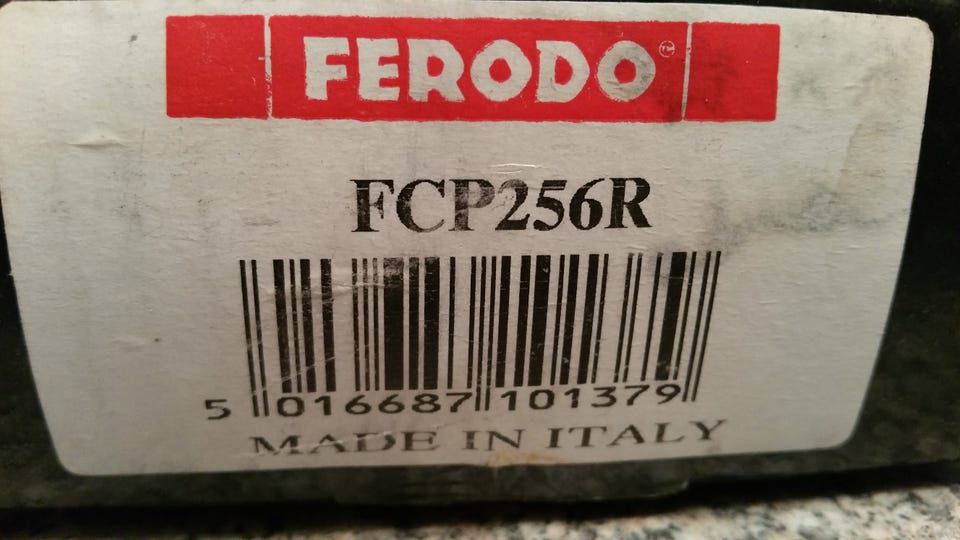 FERODO
FCP256R
5 016687 101379
MADE IN ITALY